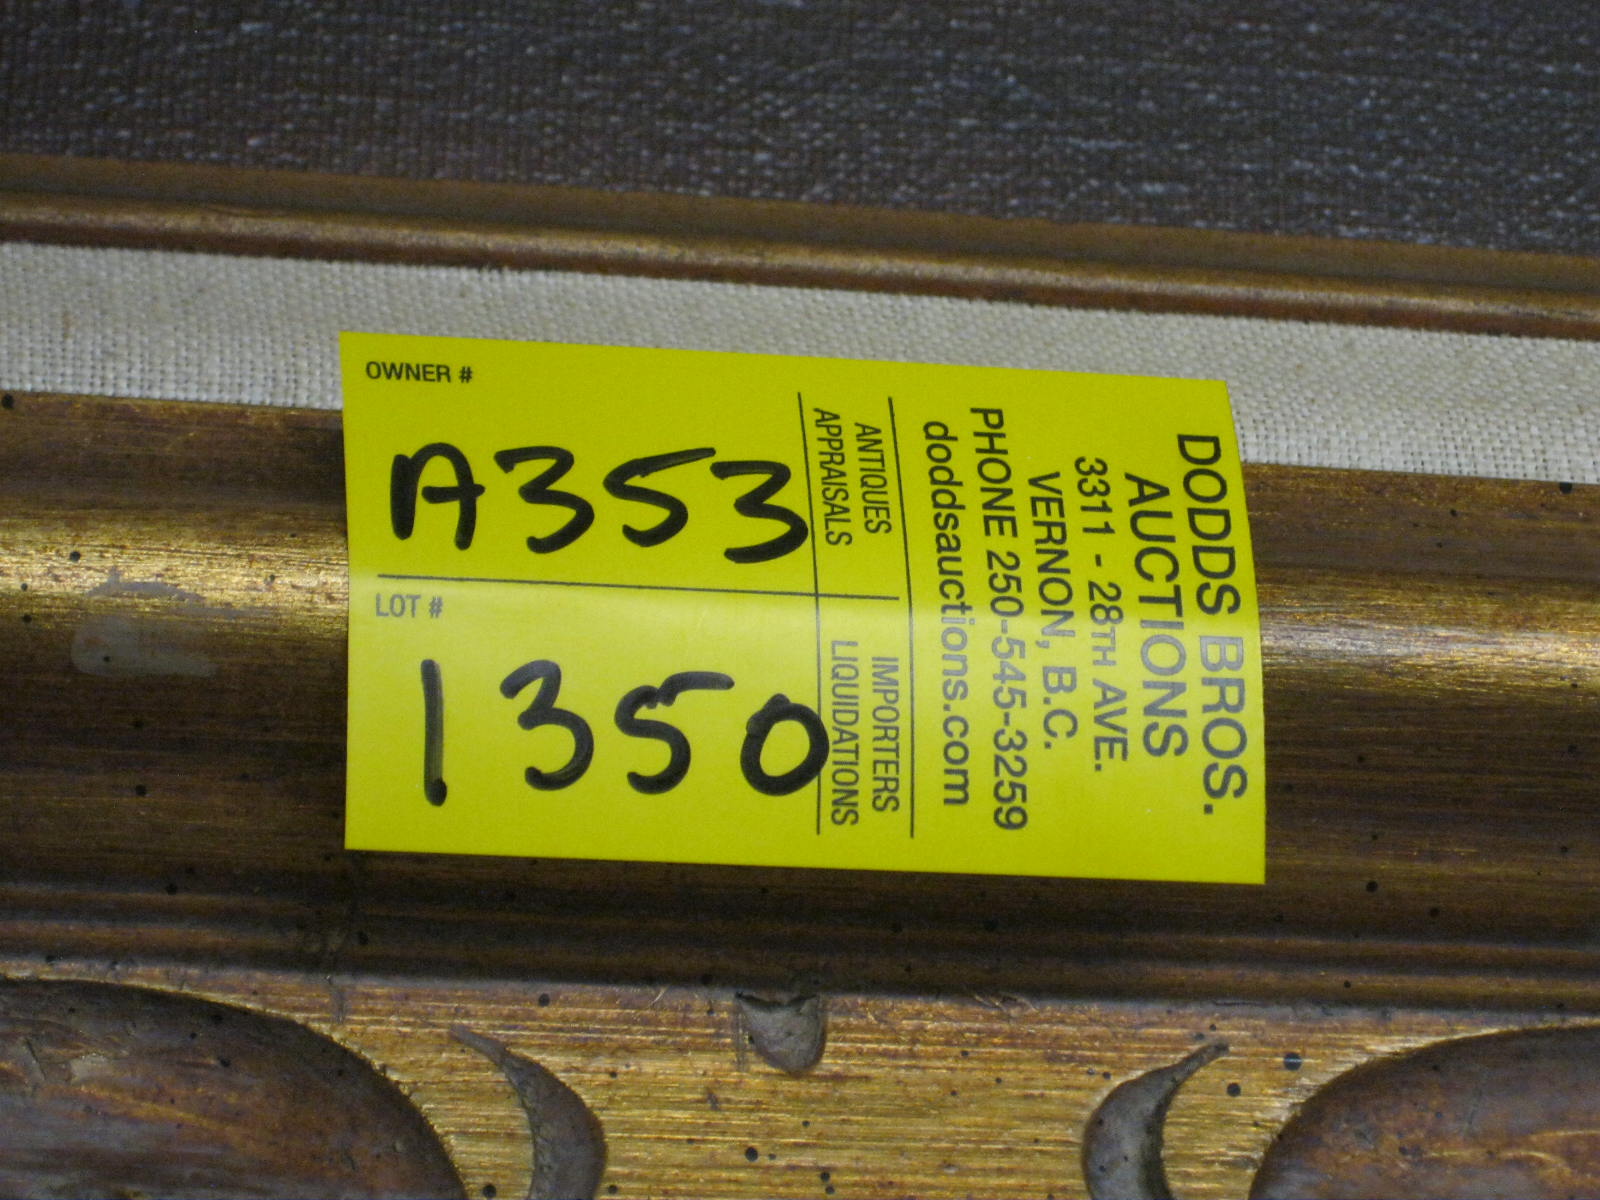 OWNER #
A353
LOT #
1350
ANTIQUES
APPRAISALS
IMPORTERS
LIQUIDATIONS
DODDS BROS.
AUCTIONS
3311 - 28TH AVE.
VERNON, B.C.
PHONE 250-545-3259
doddsauctions.com